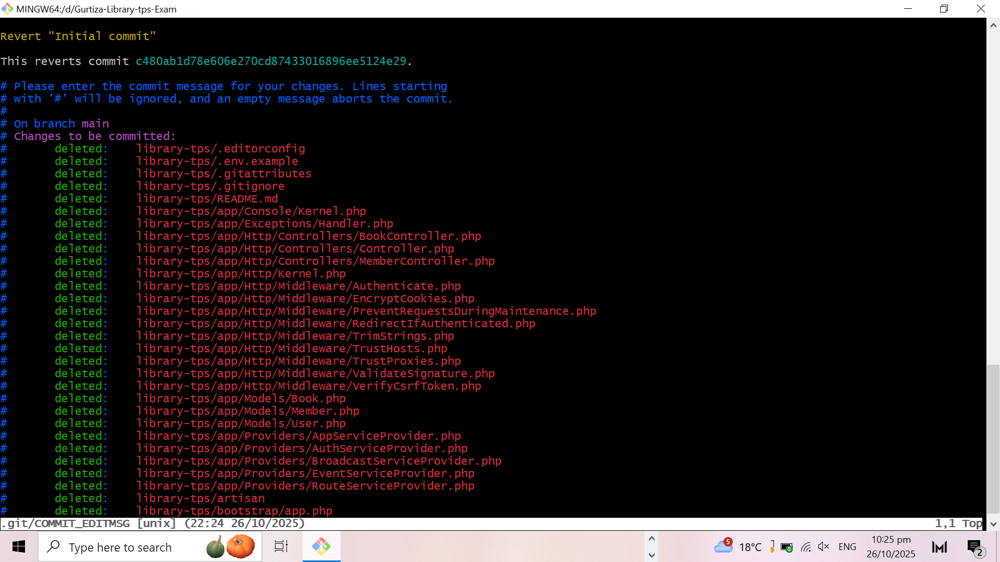 MINGW64:/d/Gurtiza-Library-tps-Exam
Revert "Initial commit"
This reverts commit c480ab1d78e606e270cd87433016896ee5124e29.
# Please enter the commit message for your changes. Lines starting
# with '#' will be ignored, and an empty message aborts the commit.
#
# On branch main
# Changes to be committed:
#       deleted:    library-tps/.editorconfig
#       deleted:    library-tps/.env.example
#       deleted:    library-tps/.gitattributes
#       deleted:    library-tps/.gitignore
#       deleted:    library-tps/README.md
#       deleted:    library-tps/app/Console/Kernel.php
#       deleted:    library-tps/app/Exceptions/Handler.php
#       deleted:    library-tps/app/Http/Controllers/BookController.php
#       deleted:    library-tps/app/Http/Controllers/Controller.php
#       deleted:    library-tps/app/Http/Controllers/MemberController.php
#       deleted:    library-tps/app/Http/Kernel.php
#       deleted:    library-tps/app/Http/Middleware/Authenticate.php
#       deleted:    library-tps/app/Http/Middleware/EncryptCookies.php
#       deleted:    library-tps/app/Http/Middleware/PreventRequestsDuringMaintenance.php
#       deleted:    library-tps/app/Http/Middleware/RedirectIfAuthenticated.php
#       deleted:    library-tps/app/Http/Middleware/TrimStrings.php
#       deleted:    library-tps/app/Http/Middleware/TrustHosts.php
#       deleted:    library-tps/app/Http/Middleware/TrustProxies.php
#       deleted:    library-tps/app/Http/Middleware/ValidateSignature.php
#       deleted:    library-tps/app/Http/Middleware/VerifyCsrfToken.php
#       deleted:    library-tps/app/Models/Book.php
#       deleted:    library-tps/app/Models/Member.php
#       deleted:    library-tps/app/Models/User.php
#       deleted:    library-tps/app/Providers/AppServiceProvider.php
#       deleted:    library-tps/app/Providers/AuthServiceProvider.php
#       deleted:    library-tps/app/Providers/BroadcastServiceProvider.php
#       deleted:    library-tps/app/Providers/EventServiceProvider.php
#       deleted:    library-tps/app/Providers/RouteServiceProvider.php
#       deleted:    library-tps/artisan
#       deleted:    library-tps/bootstrap/app.php
.git/COMMIT_EDITMSG [unix] (22:24 26/10/2025) 1,1 Top
Type here to search
5
18°C
ENG
10:25 pm
26/10/2025
2